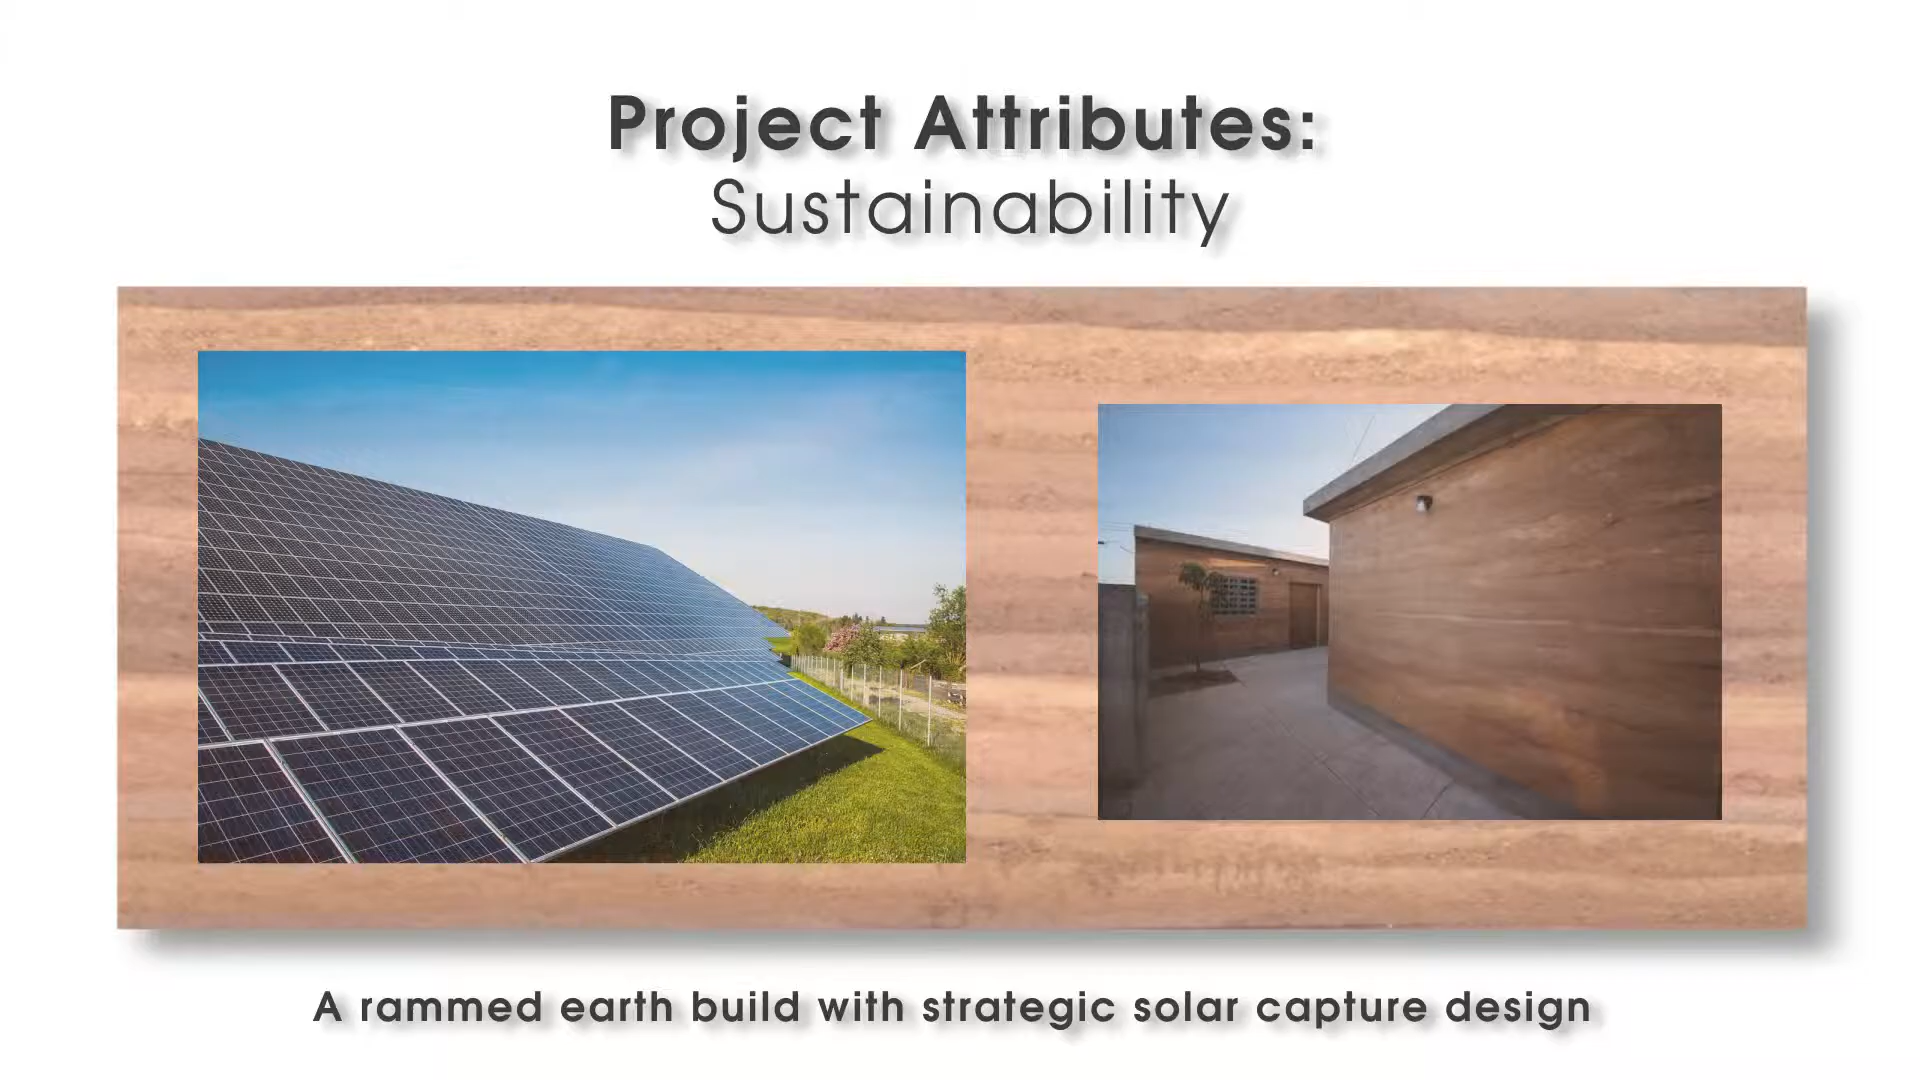 Project Attributes:
Sustainability
A rammed earth build with strategic solar capture design